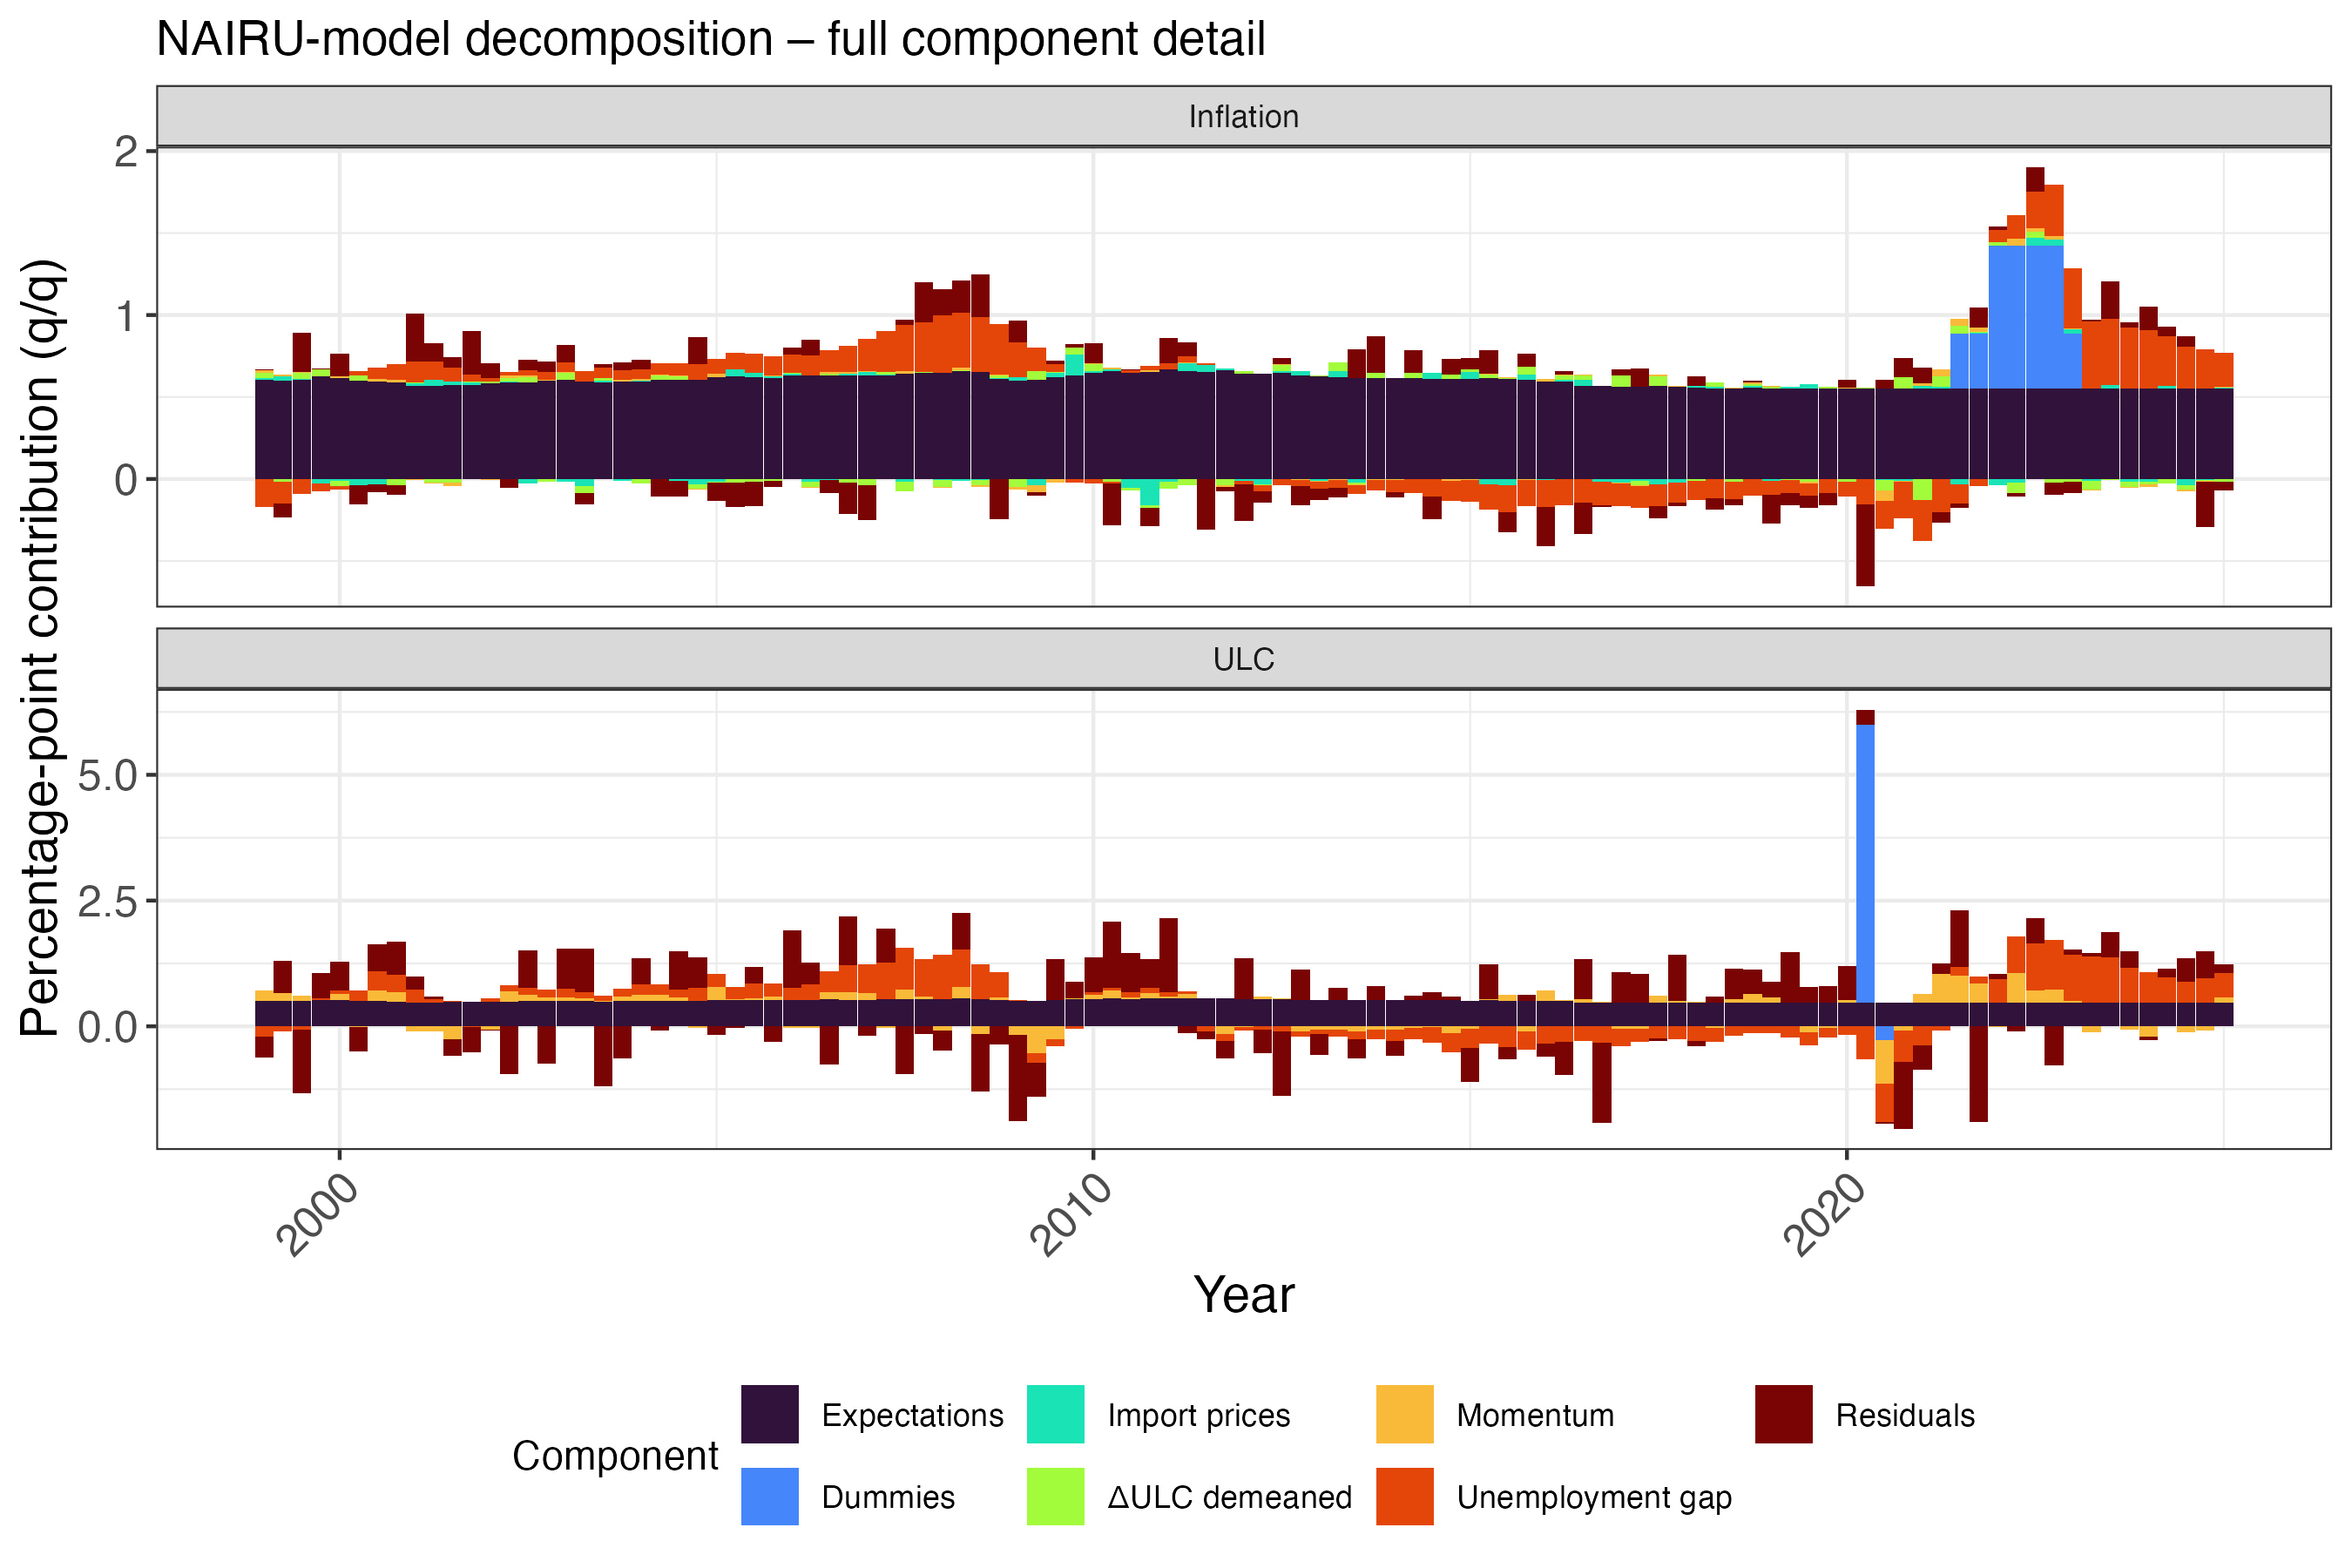 NAIRU-model decomposition – full component detail
Inflation
Percentage-point contribution (q/q)
2
1
0
ULC
5.0
2.5
0.0
2000
2010
2020
Year
Component
Expectations
Import prices
Momentum
Residuals
Dummies
ΔULC demeaned
Unemployment gap